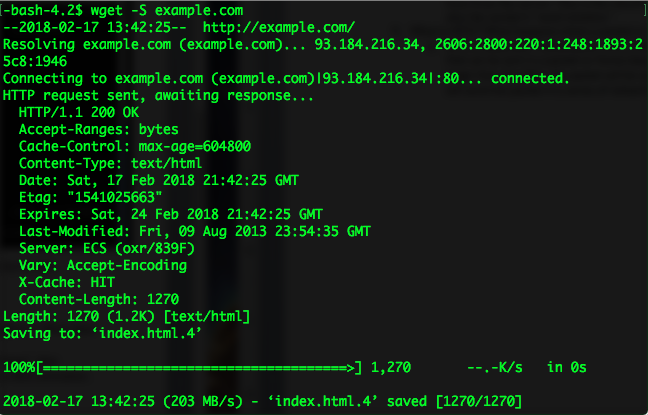 [-bash-4.2$ wget -S example.com
--2018-02-17 13:42:25--  http://example.com/
Resolving example.com (example.com)... 93.184.216.34, 2606:2800:220:1:248:1893:2
5c8:1946
Connecting to example.com (example.com)|93.184.216.34|:80... connected.
HTTP request sent, awaiting response...
  HTTP/1.1 200 OK
  Accept-Ranges: bytes
  Cache-Control: max-age=604800
  Content-Type: text/html
  Date: Sat, 17 Feb 2018 21:42:25 GMT
  Etag: "1541025663"
  Expires: Sat, 24 Feb 2018 21:42:25 GMT
  Last-Modified: Fri, 09 Aug 2013 23:54:35 GMT
  Server: ECS (oxr/839F)
  Vary: Accept-Encoding
  X-Cache: HIT
  Content-Length: 1270
Length: 1270 (1.2K) [text/html]
Saving to: ‘index.html.4’
100%[======================================>] 1,270       --.-K/s   in 0s
2018-02-17 13:42:25 (203 MB/s) - ‘index.html.4’ saved [1270/1270]